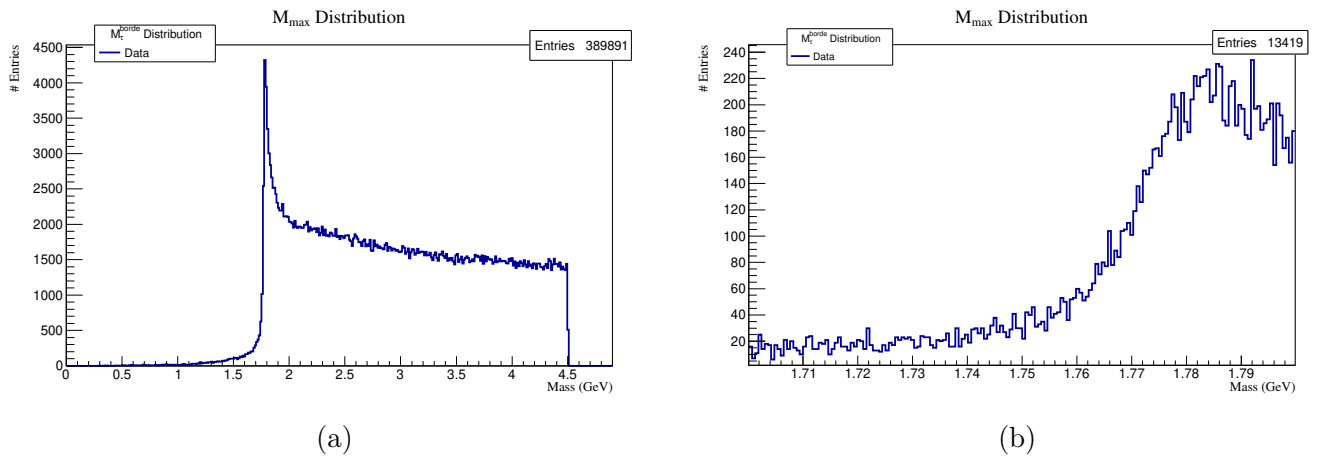 M_max Distribution
M_τ^borde Distribution
Data
Entries 389891
# Entries
4500
4000
3500
3000
2500
2000
1500
1000
500
0
0 0.5 1 1.5 2 2.5 3 3.5 4 4.5
Mass (GeV)
(a)
M_max Distribution
M_τ^borde Distribution
Data
Entries 13419
# Entries
240
220
200
180
160
140
120
100
80
60
40
20
1.71 1.72 1.73 1.74 1.75 1.76 1.77 1.78 1.79
Mass (GeV)
(b)